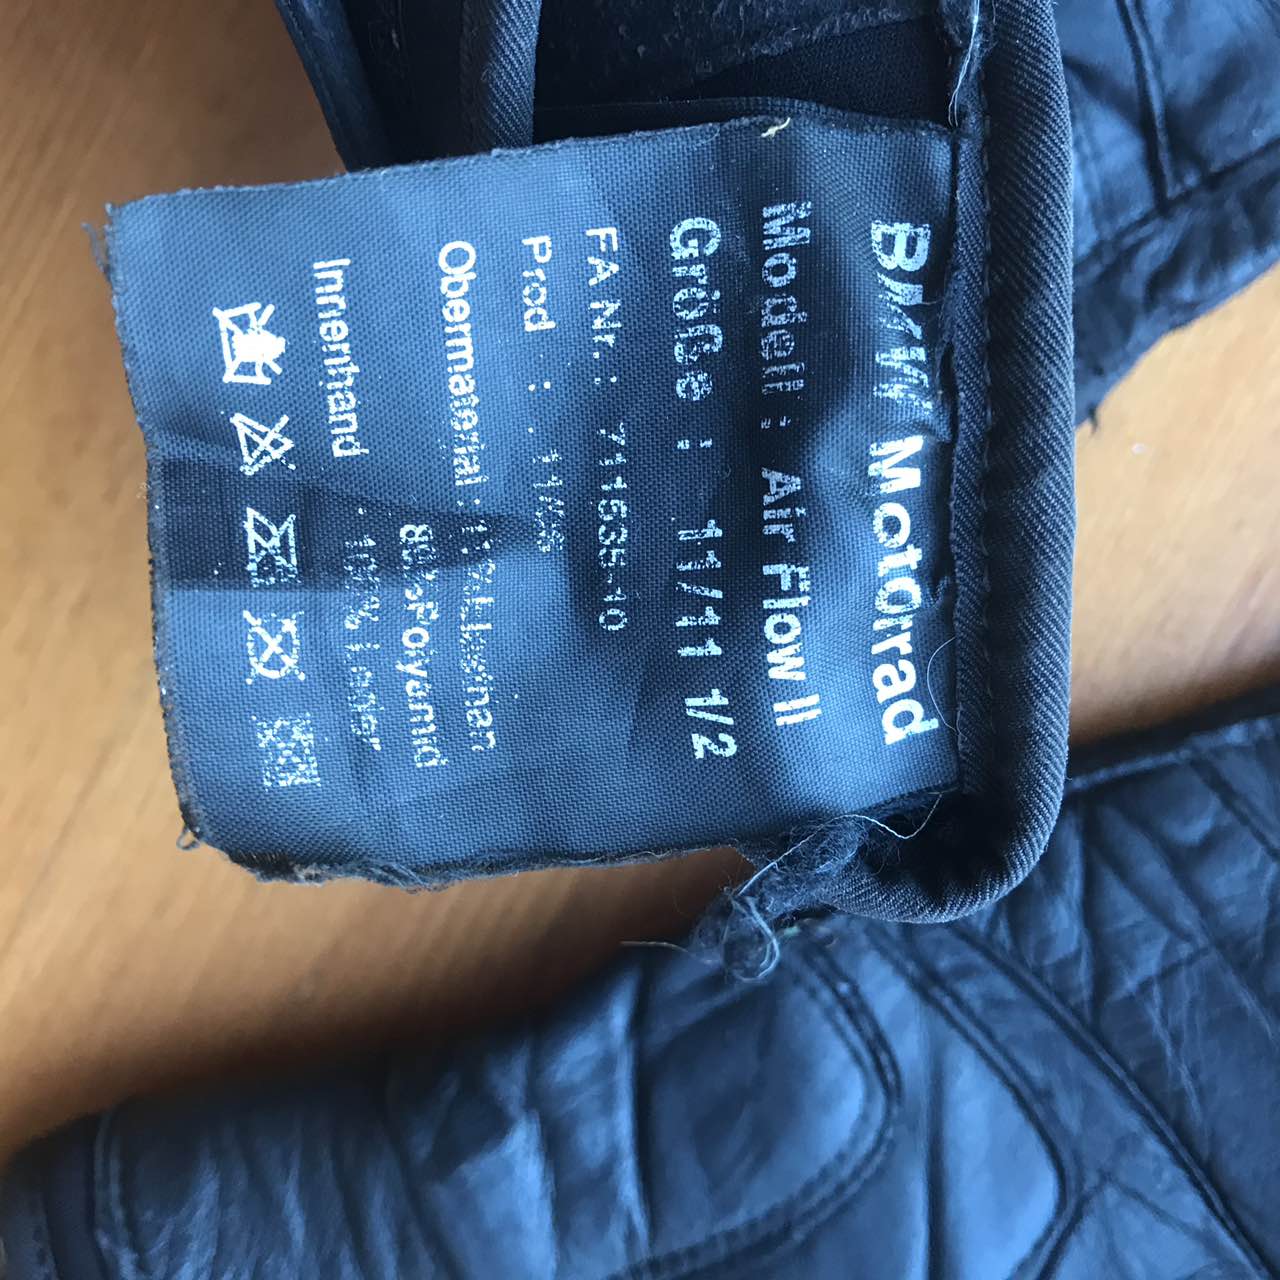 BMW Motorrad
Modell : Air Flow II
Größe : 11/11 1/2
FA Nr. : 71535-10
Prod :
Obermaterial : Elasthan
Polyamid
Innenhand : 100% Leder